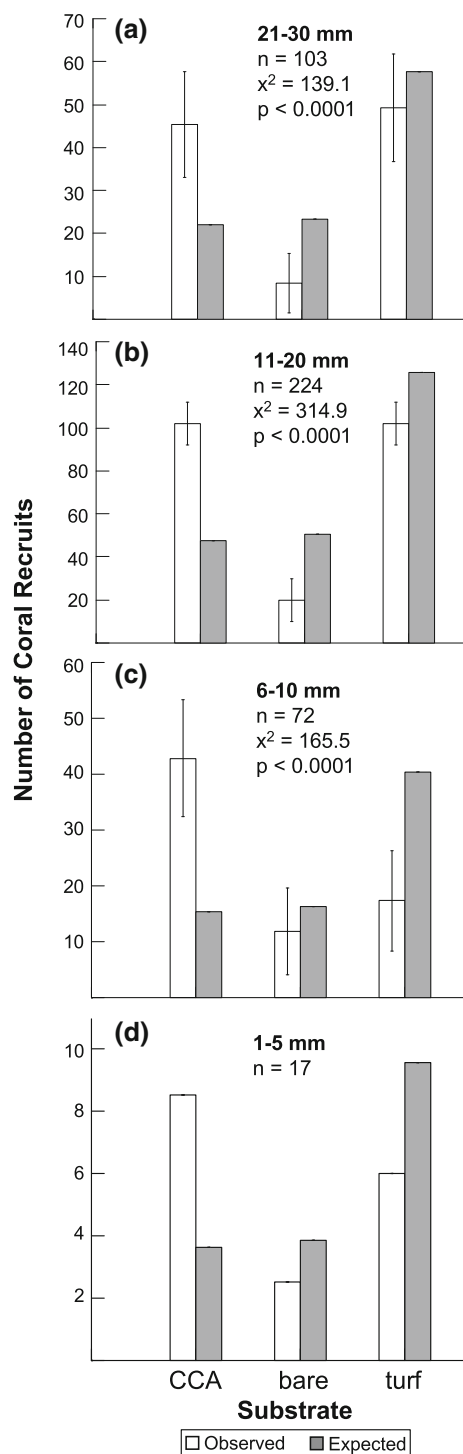 Number of Coral Recruits
(a)
21-30 mm
n = 103
x² = 139.1
p < 0.0001
70
60
50
40
30
20
10
(b)
11-20 mm
n = 224
x² = 314.9
p < 0.0001
140
120
100
80
60
40
20
(c)
6-10 mm
n = 72
x² = 165.5
p < 0.0001
60
50
40
30
20
10
(d)
1-5 mm
n = 17
10
8
6
4
2
CCA bare turf
Substrate
Observed Expected